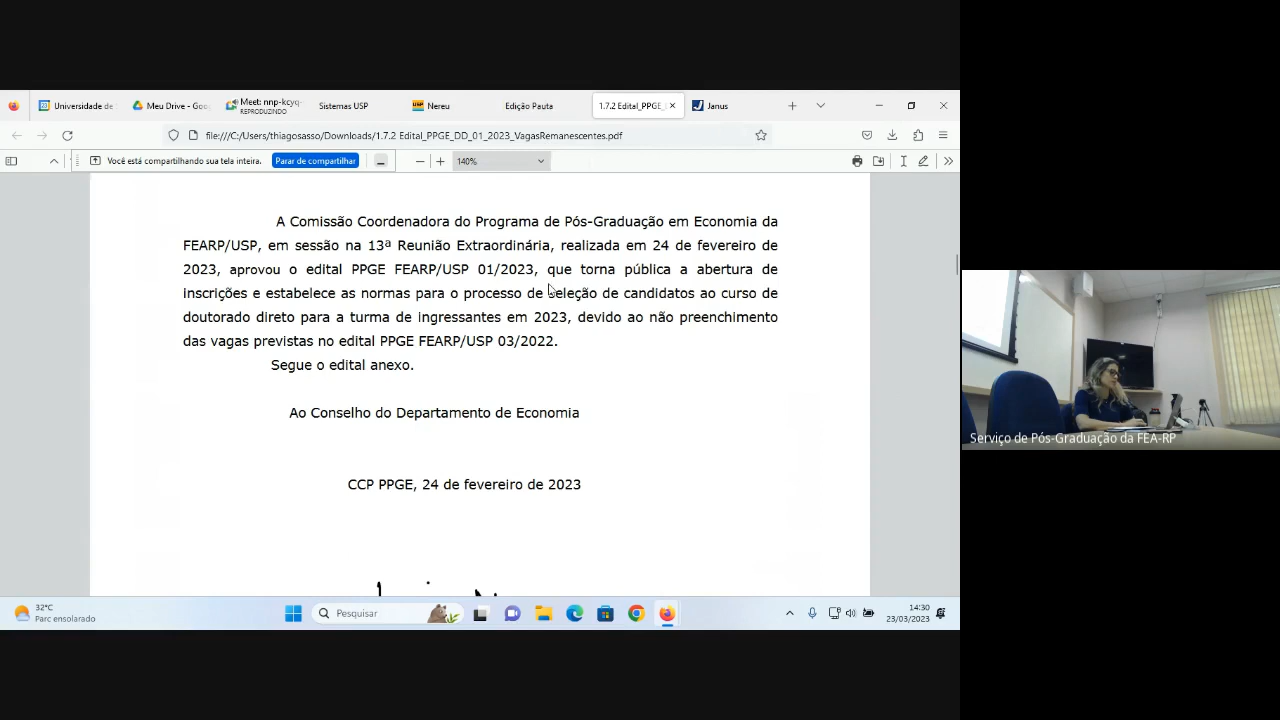 Universidade de
Meu Drive - Goo
Meet: nnp-kcyq-
REPRODUZINDO
Sistemas USP
Nereu
Edição Pauta
1.7.2 Edital_PPGE_
Janus
file:///C:/Users/thiagosasso/Downloads/1.7.2 Edital_PPGE_DD_01_2023_VagasRemanescentes.pdf
Você está compartilhando sua tela inteira.
Parar de compartilhar
140%
A Comissão Coordenadora do Programa de Pós-Graduação em Economia da
FEARP/USP, em sessão na 13ª Reunião Extraordinária, realizada em 24 de fevereiro de
2023, aprovou o edital PPGE FEARP/USP 01/2023, que torna pública a abertura de
inscrições e estabelece as normas para o processo de seleção de candidatos ao curso de
doutorado direto para a turma de ingressantes em 2023, devido ao não preenchimento
das vagas previstas no edital PPGE FEARP/USP 03/2022.
Segue o edital anexo.
Ao Conselho do Departamento de Economia
CCP PPGE, 24 de fevereiro de 2023
Serviço de Pós-Graduação da FEA-RP
32°C
Parc ensolarado
Pesquisar
14:30
23/03/2023